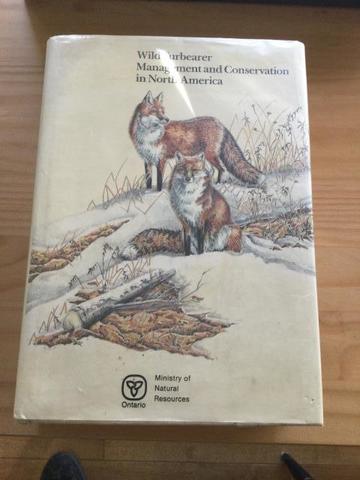 Wild Furbearer
Management and Conservation
in North America
Ontario
Ministry of
Natural
Resources